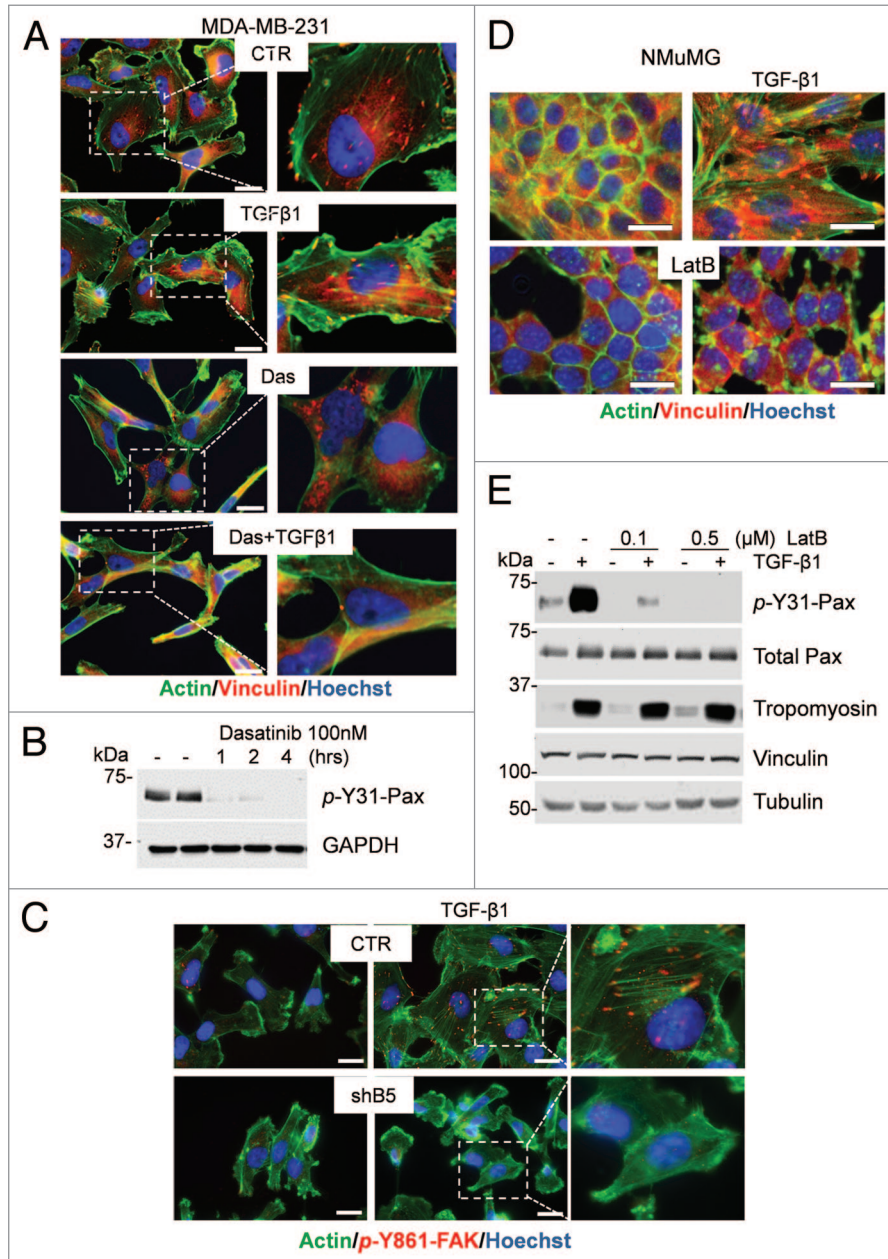 A
MDA-MB-231
CTR
TGFβ1
Das
Das+TGFβ1
Actin/Vinculin/Hoechst
B
Dasatinib 100nM
kDa - - 1 2 4 (hrs)
75-
p-Y31-Pax
37-
GAPDH
C
TGF-β1
CTR
shB5
Actin/p-Y861-FAK/Hoechst
D
NMuMG
TGF-β1
LatB
Actin/Vinculin/Hoechst
E
- - 0.1 0.5 (μM) LatB
kDa - + - + - + TGF-β1
75-
p-Y31-Pax
75-
Total Pax
37-
Tropomyosin
Vinculin
100-
50-
Tubulin